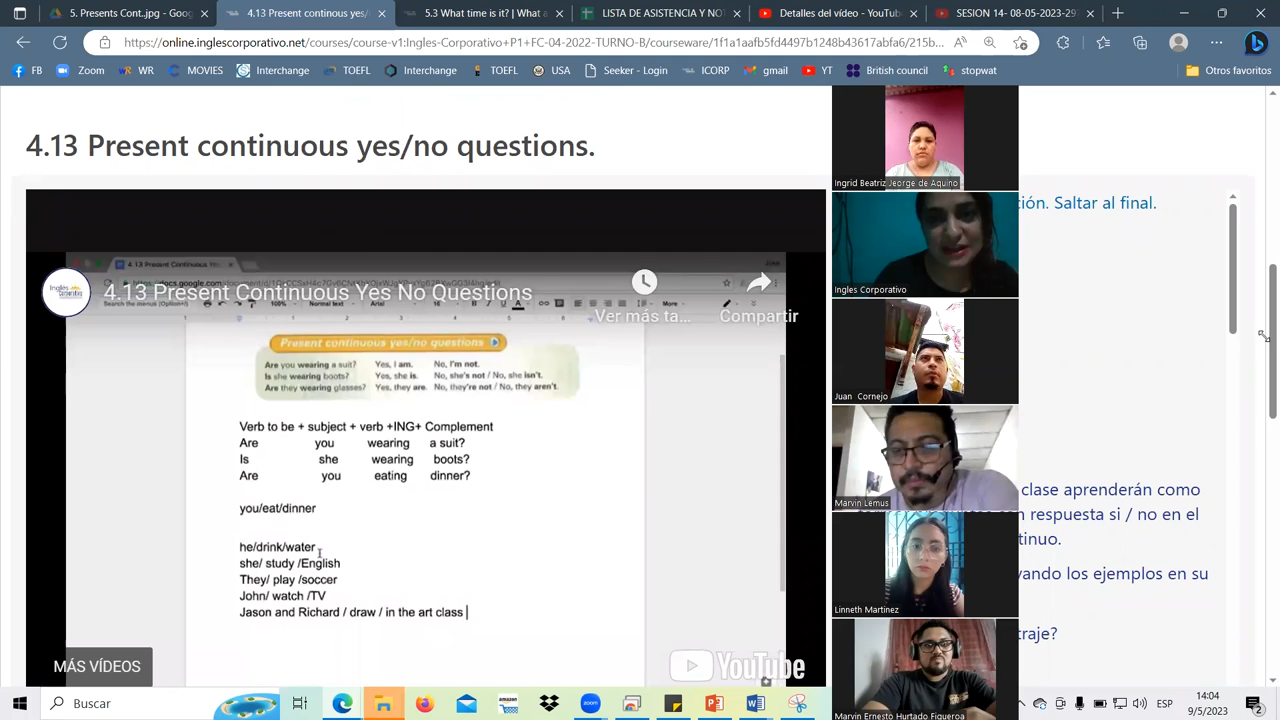 5. What Times Cont.jpg - Goog
4.13 Present continuous yes/
5.3 What time is it? | What a
LISTA DE ASISTENCIA Y NO
Detalles del video - YouTube
SESION 14- 08-05-2023-29
https://online.inglescorporativo.net/courses/course-v1:Ingles-Corporativo+P1+FC-04-2022-TURNO-B/courseware/1f1a1aafb5fd4497b1248b43617abfa6/215b...
FB
Zoom
WR
MOVIES
Interchange
TOEFL
Interchange
TOEFL
USA
Seeker - Login
ICORP
gmail
YT
British council
stopwat
Otros favoritos
4.13 Present continuous yes/no questions.
ción. Saltar al final.
4.13 Present Continuous Yes No Questions
Ver más ta...
Compartir
Present continuous yes/no questions
Are you wearing a suit? Yes, I am. No, I'm not.
Is she wearing boots? Yes, she is. No, she's not / No, she isn't.
Are they wearing glasses? Yes, they are. No, they're not / No, they aren't.
Verb to be + subject + verb +ING+ Complement
Are you wearing a suit?
Is she wearing boots?
Are you eating dinner?
you/eat/dinner
he/drink/water
she/ study /English
They/ play /soccer
John/ watch /TV
Jason and Richard / draw / in the art class
MÁS VÍDEOS
YouTube
Ingrid Beatriz Jeorge de Aquino
Ingles Corporativo
Juan Cornejo
Marvin Lemus
Linneth Martinez
Marvin Ernesto Hurtado Figueroa
clase aprenderán como
respuesta si / no en el
tinuo.
vando los ejemplos en su
traje?
Buscar
ESP
19:04
9/5/2023
2